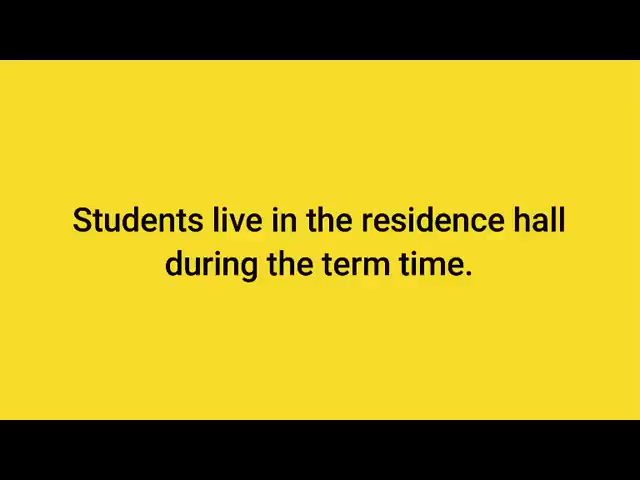 Students live in the residence hall
during the term time.